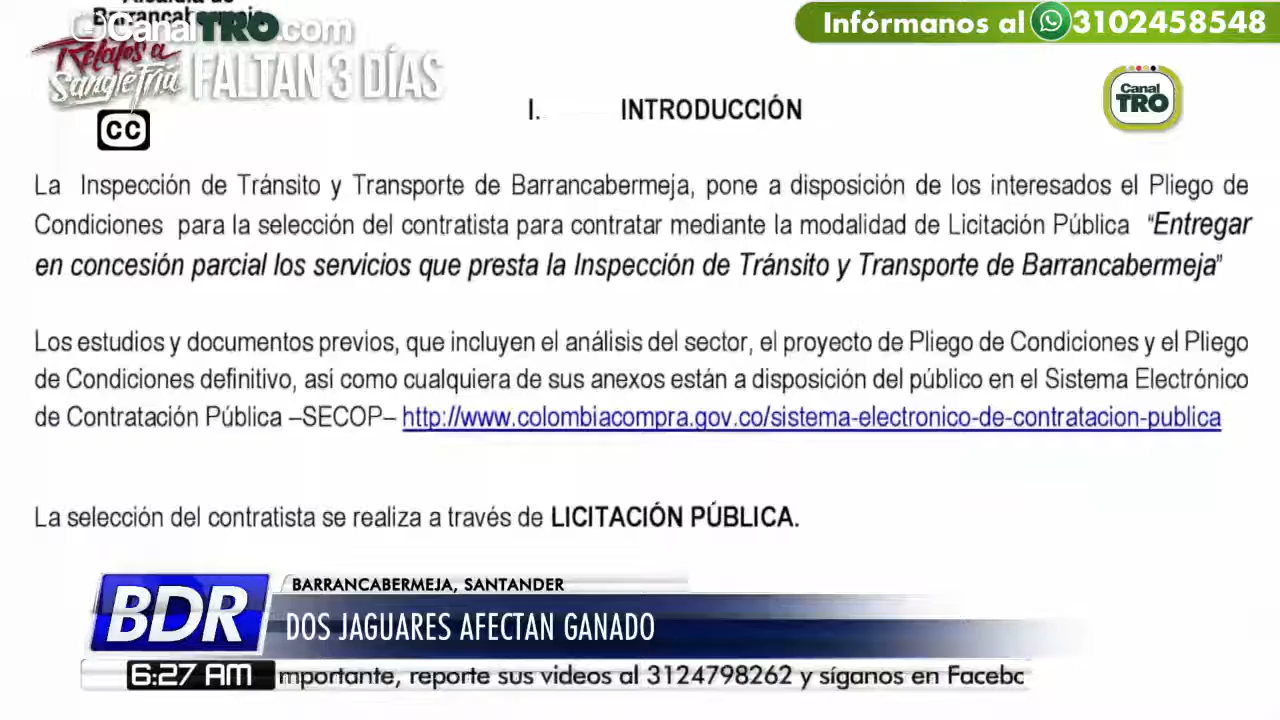 Alcaldía de
Barrancabermeja
CanalTRO.com
Relatos a
Sangre Fría
FALTAN 3 DÍAS
CC
Infórmanos al 3102458548
Canal
TRO
I. INTRODUCCIÓN
La Inspección de Tránsito y Transporte de Barrancabermeja, pone a disposición de los interesados el Pliego de
Condiciones para la selección del contratista para contratar mediante la modalidad de Licitación Pública “Entregar
en concesión parcial los servicios que presta la Inspección de Tránsito y Transporte de Barrancabermeja”
Los estudios y documentos previos, que incluyen el análisis del sector, el proyecto de Pliego de Condiciones y el Pliego
de Condiciones definitivo, así como cualquiera de sus anexos están a disposición del público en el Sistema Electrónico
de Contratación Pública –SECOP– http://www.colombiacompra.gov.co/sistema-electronico-de-contratacion-publica
La selección del contratista se realiza a través de LICITACIÓN PÚBLICA.
BARRANCABERMEJA, SANTANDER
BDR
DOS JAGUARES AFECTAN GANADO
6:27 AM
mportante, reporte sus videos al 3124798262 y síganos en Facebo